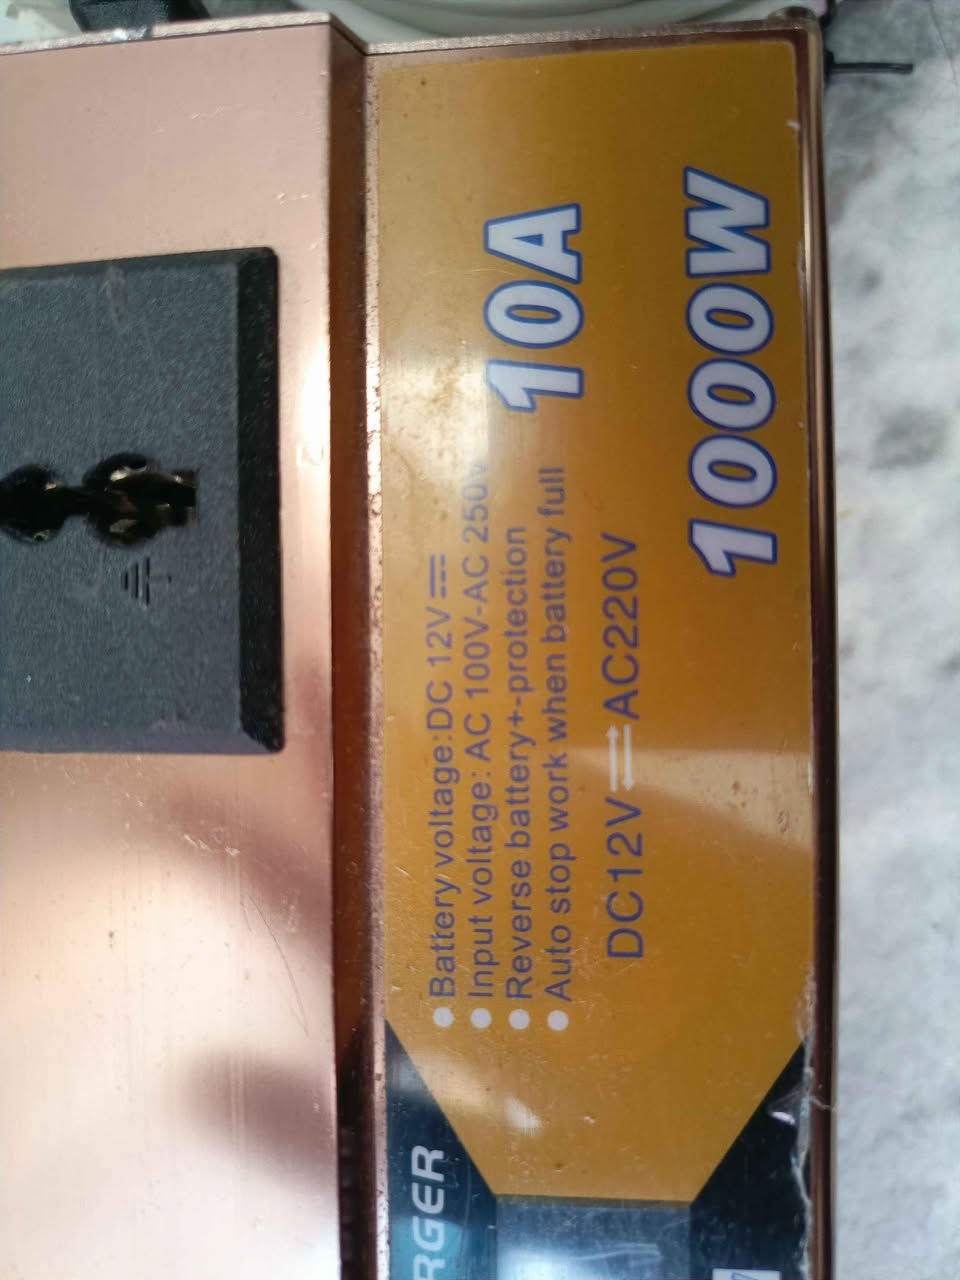 ● Battery voltage:DC 12V⎓
● Input voltage: AC 100V-AC 250v
● Reverse battery+-protection
● Auto stop work when battery full
10A
DC12V⇌AC220V
1000W
RGER